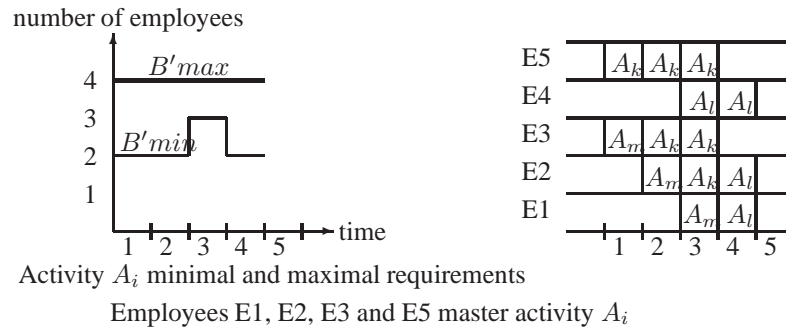 number of employees
B'max
4
3
B'min
2
1
1 2 3 4 5
time
E5 A_k A_k A_k
E4 A_l A_l
E3 A_m A_k A_k
E2 A_m A_k A_l
E1 A_m A_l
1 2 3 4 5
Activity A_i minimal and maximal requirements
Employees E1, E2, E3 and E5 master activity A_i